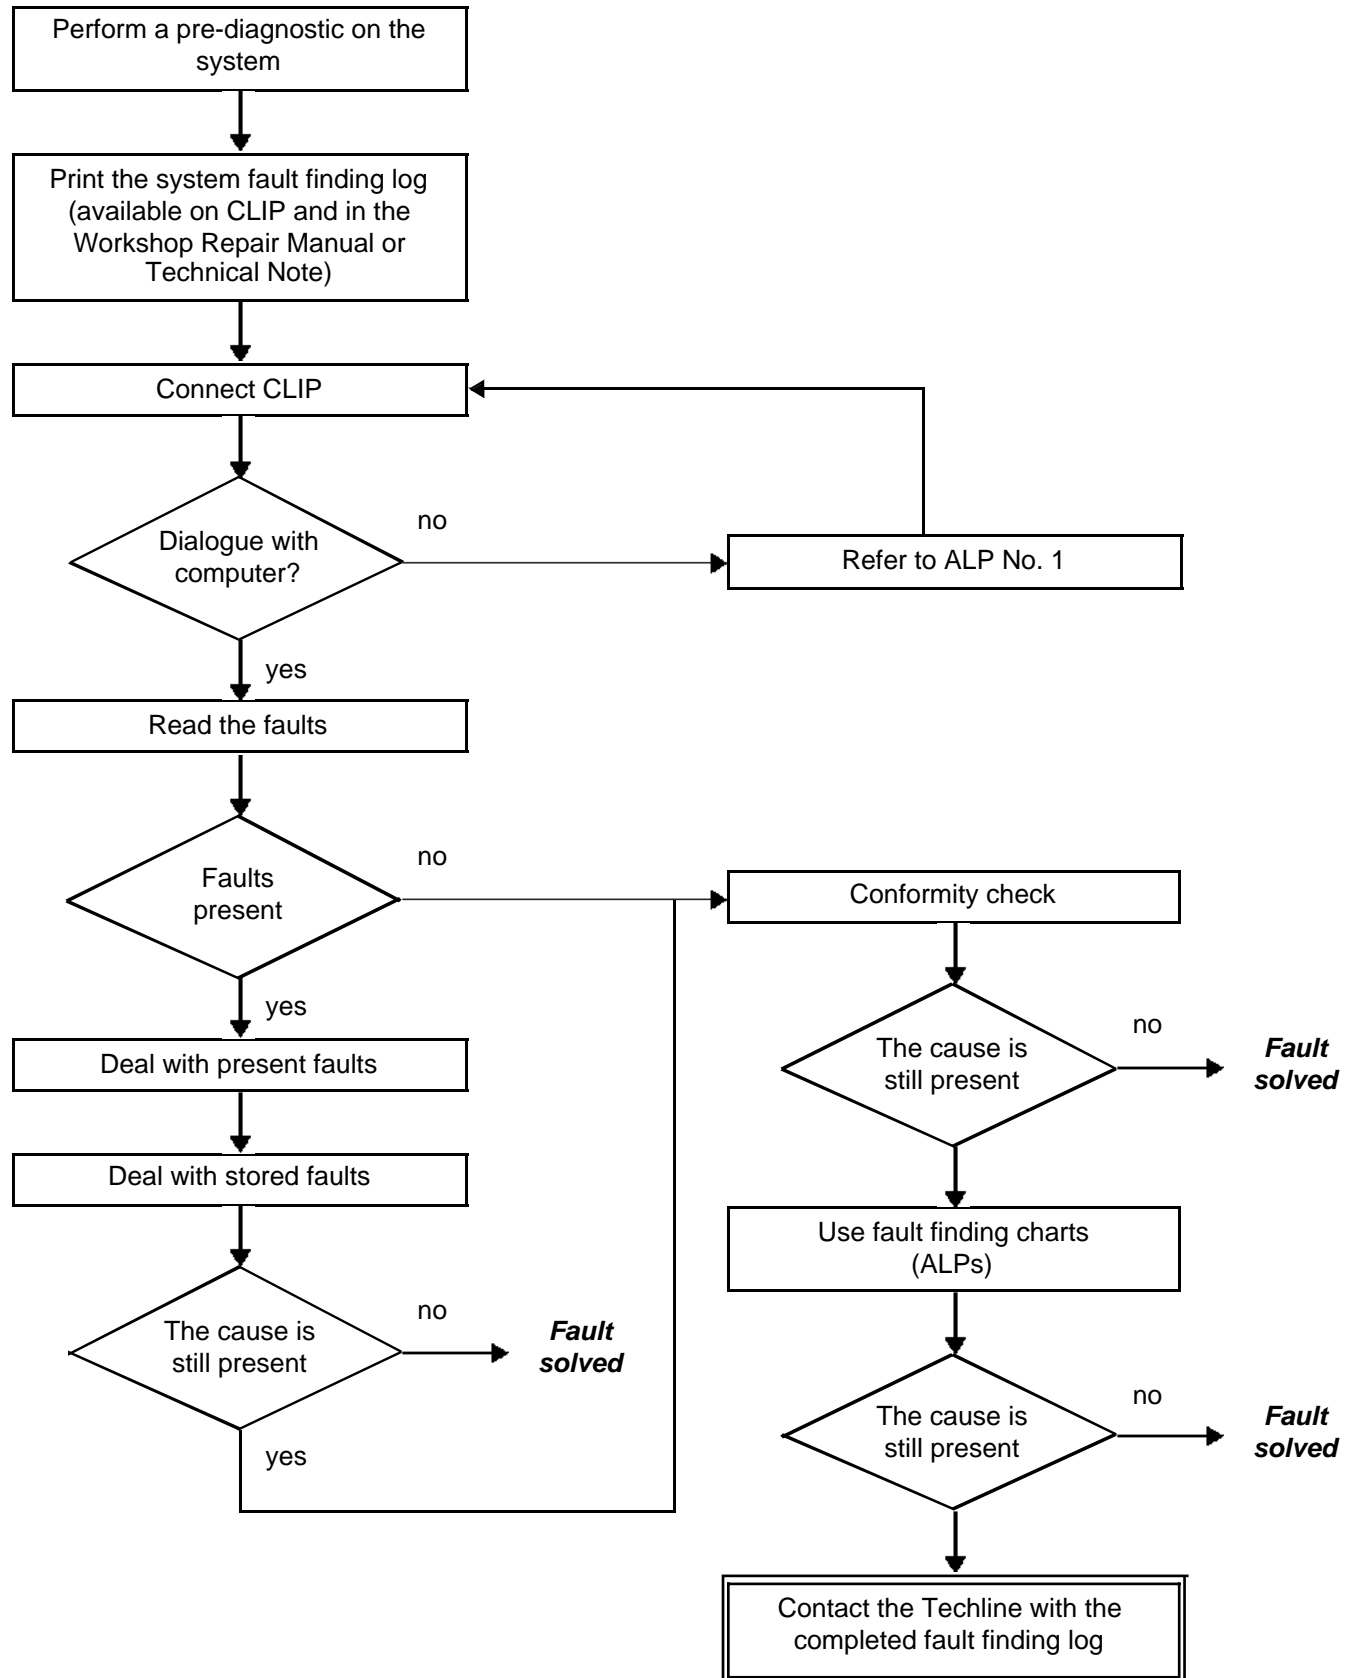 Perform a pre-diagnostic on the
system
Print the system fault finding log
(available on CLIP and in the
Workshop Repair Manual or
Technical Note)
Connect CLIP
Dialogue with
computer?
no
Refer to ALP No. 1
yes
Read the faults
Faults
present
no
Conformity check
yes
Deal with present faults
Deal with stored faults
The cause is
still present
no
Fault
solved
yes
The cause is
still present
no
Fault
solved
Use fault finding charts
(ALPs)
The cause is
still present
no
Fault
solved
Contact the Techline with the
completed fault finding log